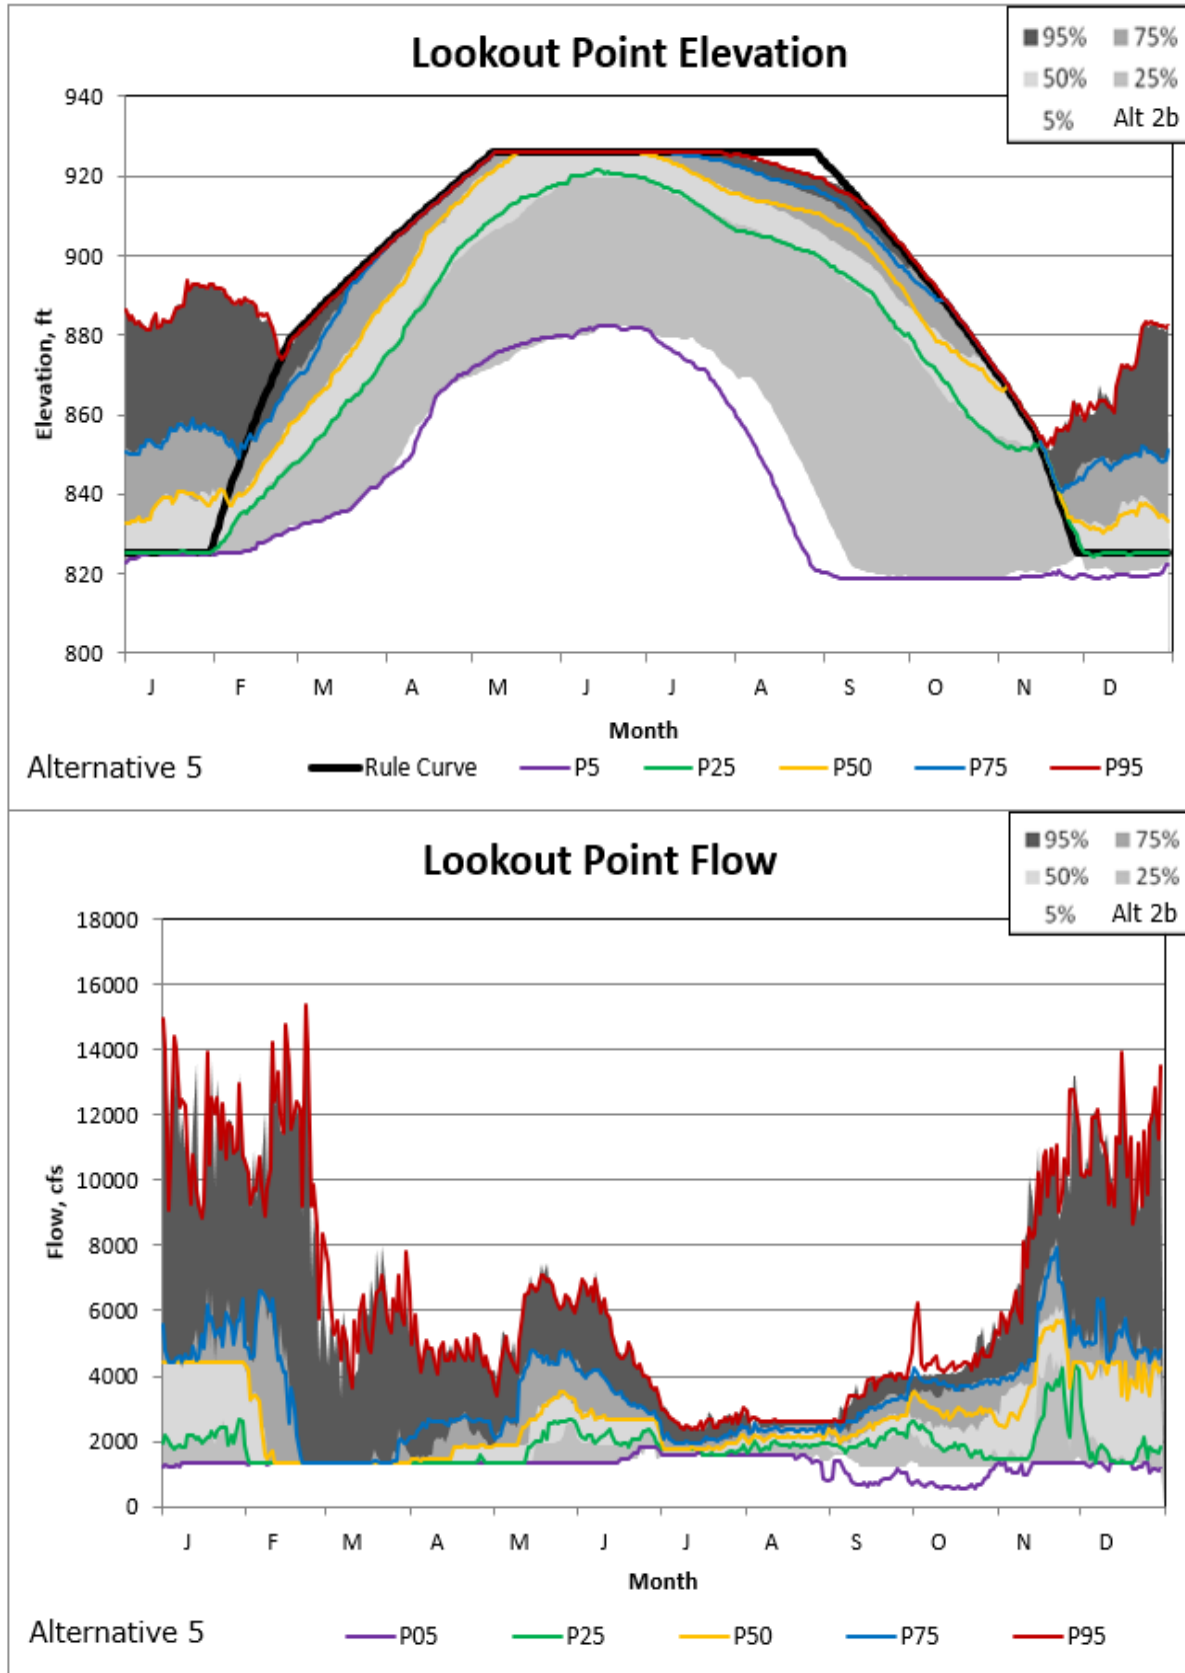 Lookout Point Elevation
95% 75%
50% 25%
5% Alt 2b
940
920
900
880
860
840
820
800
Elevation, ft
J F M A M J J A S O N D
Month
Alternative 5 Rule Curve P5 P25 P50 P75 P95
Lookout Point Flow
95% 75%
50% 25%
5% Alt 2b
18000
16000
14000
12000
10000
8000
6000
4000
2000
0
Flow, cfs
J F M A M J J A S O N D
Month
Alternative 5 P05 P25 P50 P75 P95